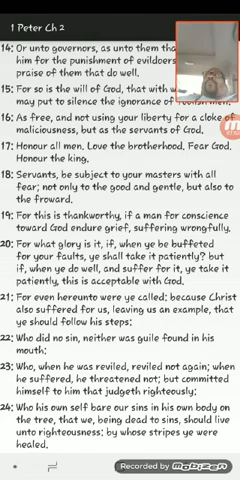 1 Peter Ch 2
14: Or unto governors, as unto them tha
him for the punishment of evildoers
praise of them that do well.
15: For so is the will of God, that with w
may put to silence the ignorance of
16: As free, and not using your liberty for a cloke of
maliciousness, but as the servants of God.
17: Honour all men. Love the brotherhood. Fear God.
Honour the king.
18: Servants, be subject to your masters with all
fear; not only to the good and gentle, but also to
the froward.
19: For this is thankworthy, if a man for conscience
toward God endure grief, suffering wrongfully.
20: For what glory is it, if, when ye be buffeted
for your faults, ye shall take it patiently? but
if, when ye do well, and suffer for it, ye take it
patiently, this is acceptable with God.
21: For even hereunto were ye called: because Christ
also suffered for us, leaving us an example, that
ye should follow his steps:
22: Who did no sin, neither was guile found in his
mouth:
23: Who, when he was reviled, reviled not again; when
he suffered, he threatened not; but committed
himself to him that judgeth righteously:
24: Who his own self bare our sins in his own body on
the tree, that we, being dead to sins, should live
unto righteousness: by whose stripes ye were
healed.
Recorded by mobizen